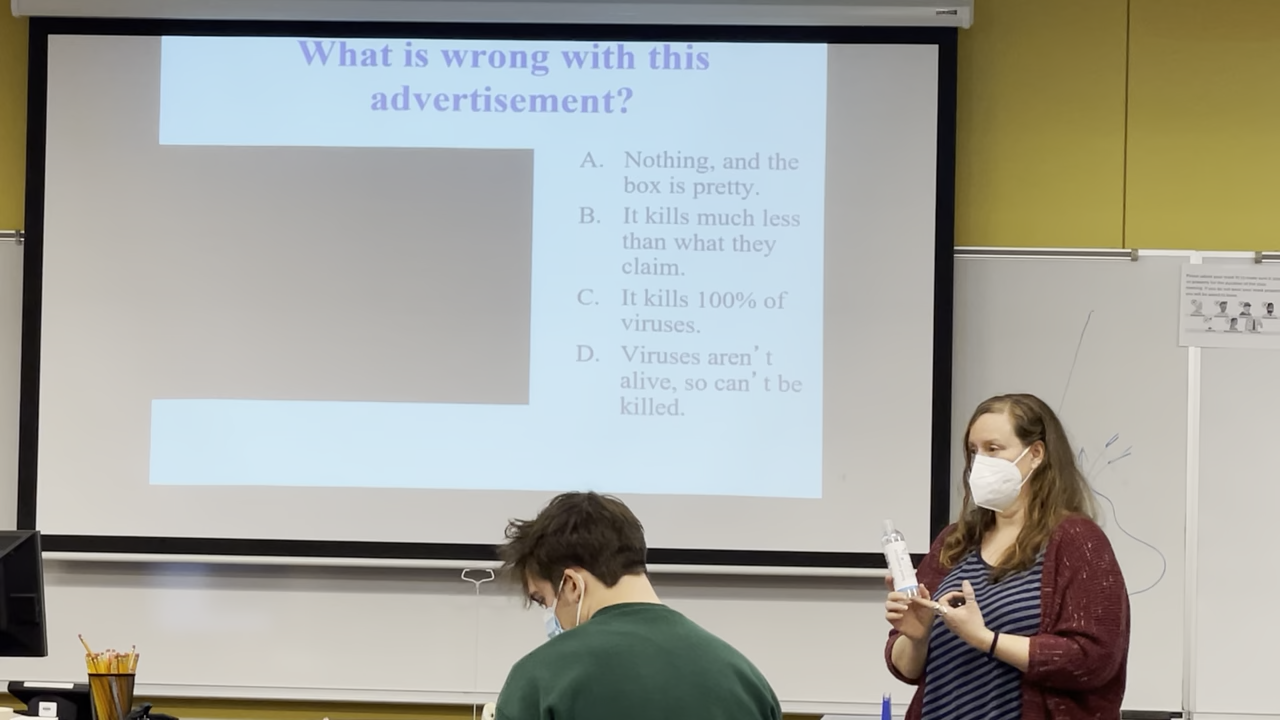 What is wrong with this
advertisement?
A. Nothing, and the
box is pretty.
B. It kills much less
than what they
claim.
C. It kills 100% of
viruses.
D. Viruses aren’t
alive, so can’t be
killed.